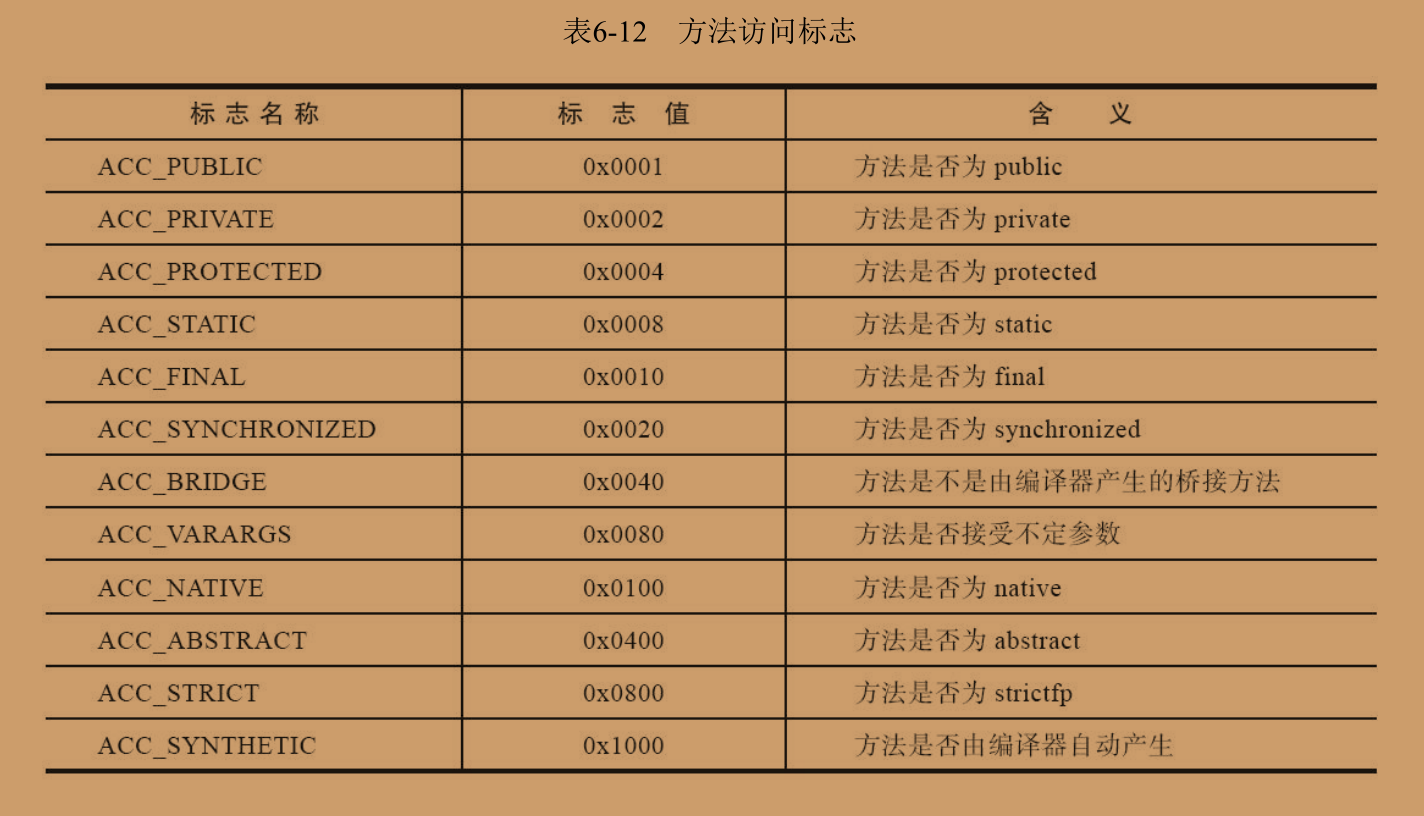 表6-12 方法访问标志
标志名称 标志值 含义
ACC_PUBLIC 0x0001 方法是否为 public
ACC_PRIVATE 0x0002 方法是否为 private
ACC_PROTECTED 0x0004 方法是否为 protected
ACC_STATIC 0x0008 方法是否为 static
ACC_FINAL 0x0010 方法是否为 final
ACC_SYNCHRONIZED 0x0020 方法是否为 synchronized
ACC_BRIDGE 0x0040 方法是不是由编译器产生的桥接方法
ACC_VARARGS 0x0080 方法是否接受不定参数
ACC_NATIVE 0x0100 方法是否为 native
ACC_ABSTRACT 0x0400 方法是否为 abstract
ACC_STRICT 0x0800 方法是否为 strictfp
ACC_SYNTHETIC 0x1000 方法是否由编译器自动产生